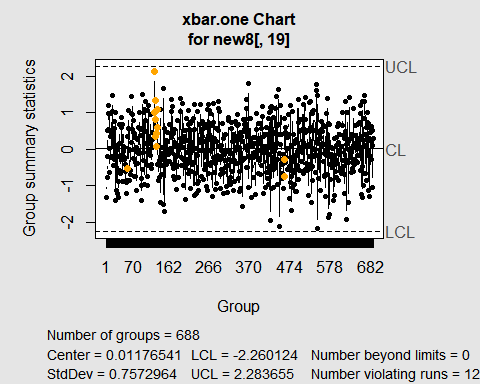 xbar.one Chart
for new8[, 19]
Group summary statistics
2
1
0
-1
-2
UCL
CL
LCL
1 70 162 266 370 474 578 682
Group
Number of groups = 688
Center = 0.01176541 LCL = -2.260124 Number beyond limits = 0
StdDev = 0.7572964 UCL = 2.283655 Number violating runs = 12